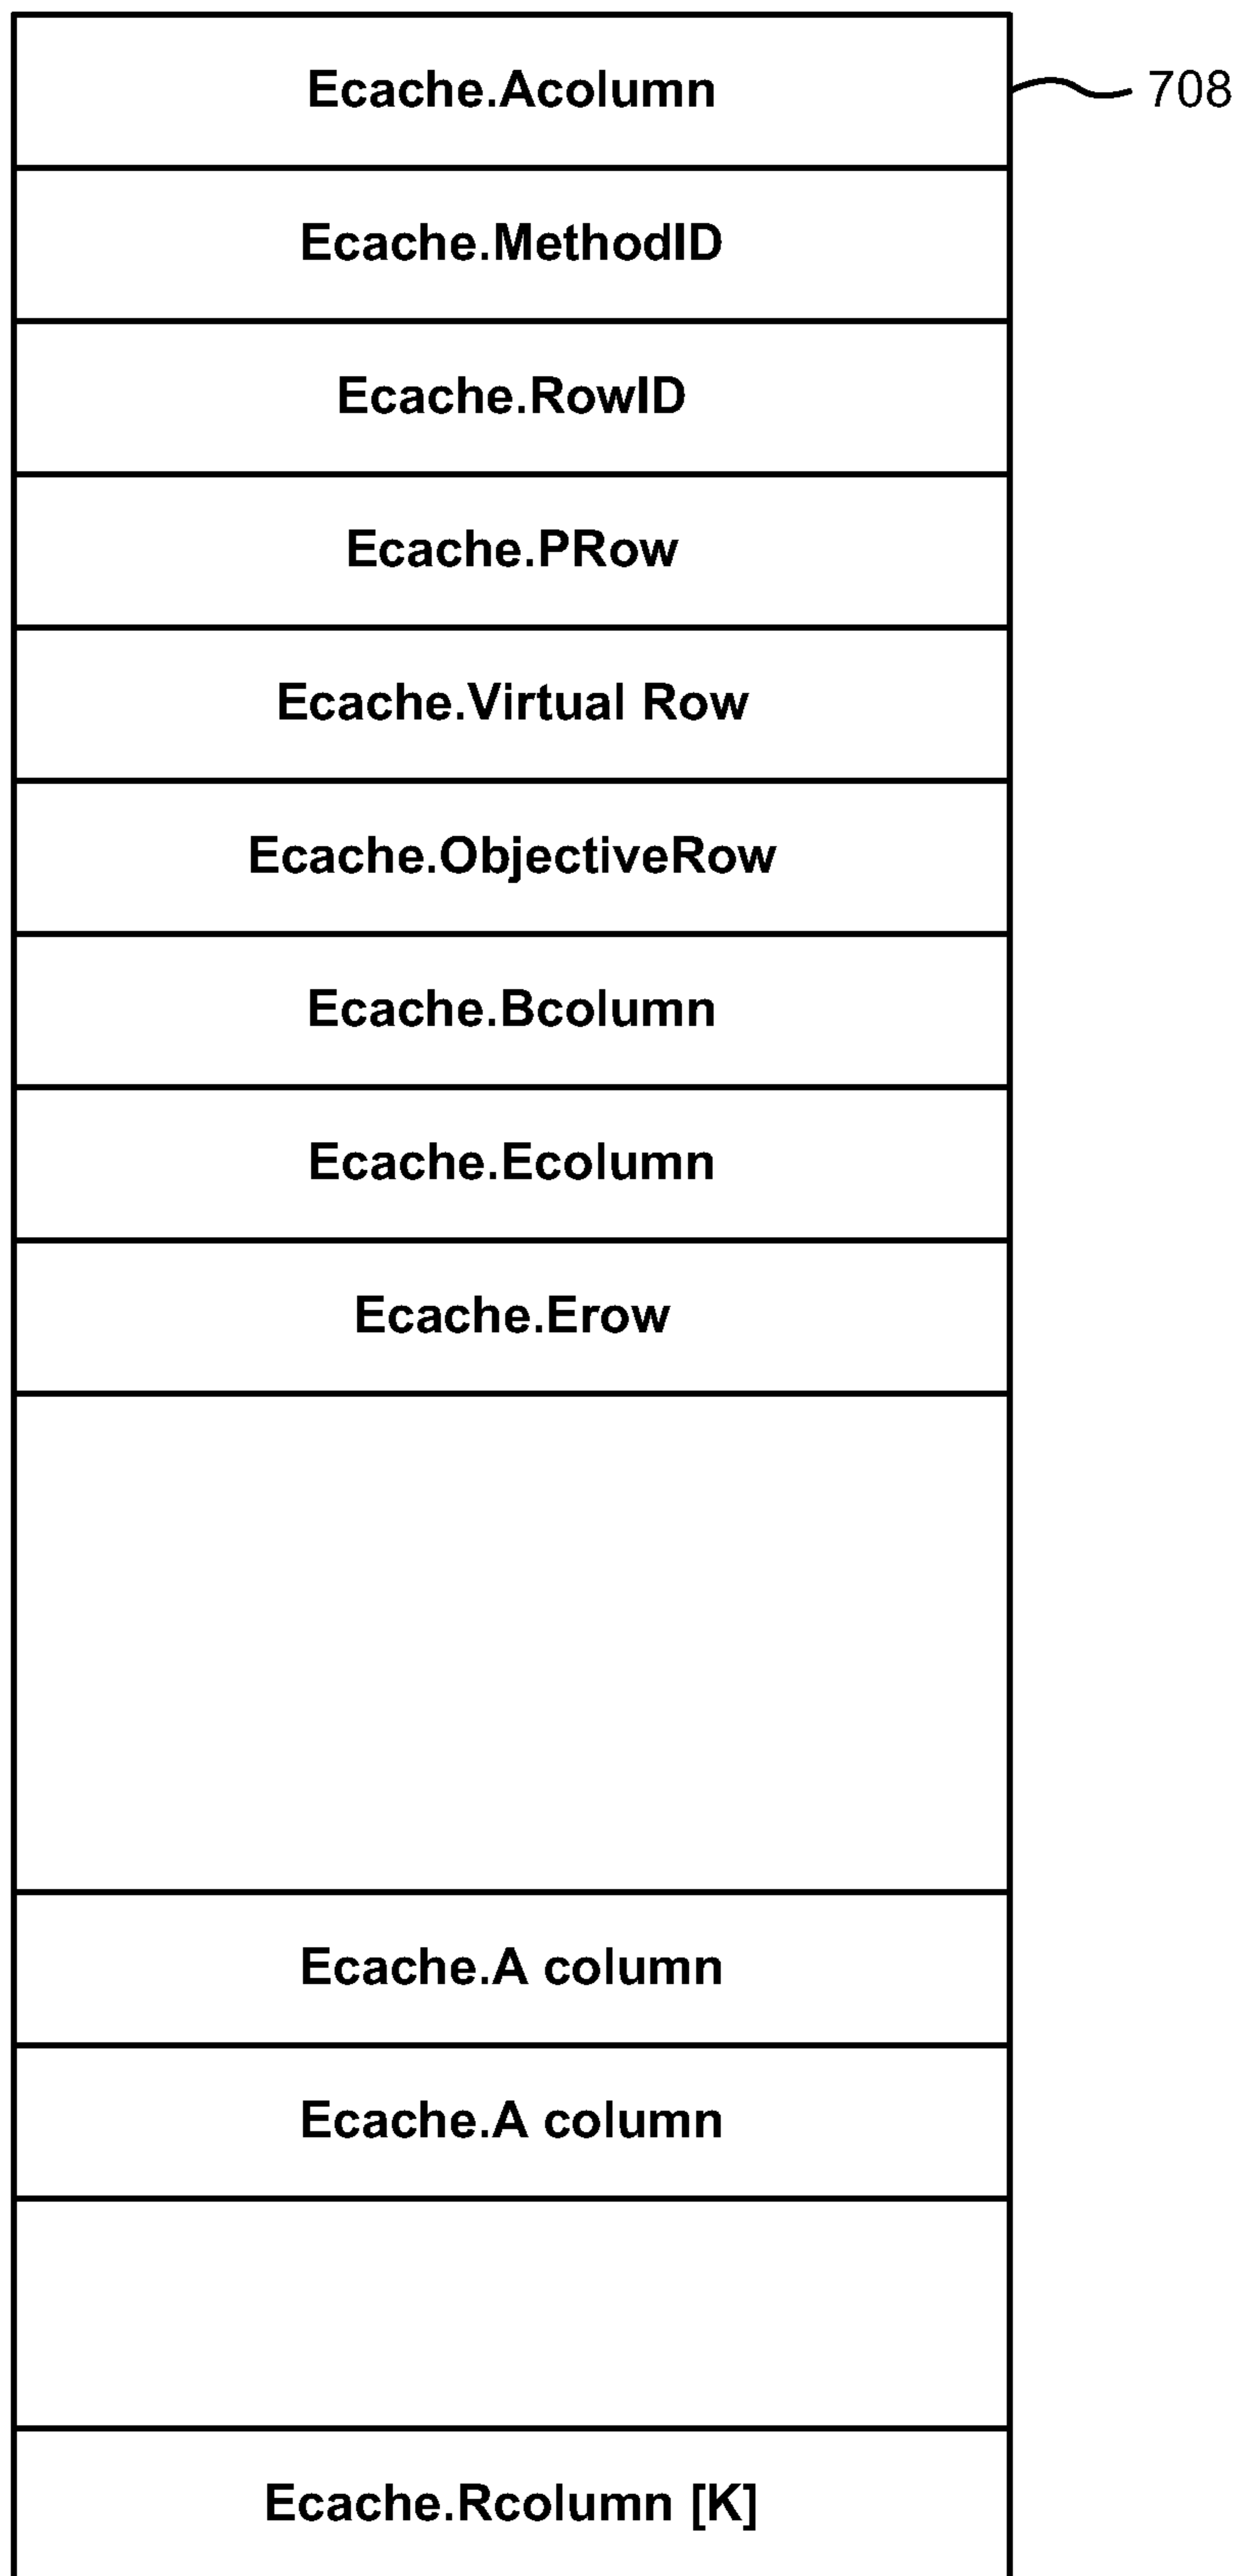 Ecache.Acolumn
708
Ecache.MethodID
Ecache.RowID
Ecache.PRow
Ecache.Virtual Row
Ecache.ObjectiveRow
Ecache.Bcolumn
Ecache.Ecolumn
Ecache.Erow
Ecache.A column
Ecache.A column
Ecache.Rcolumn [K]